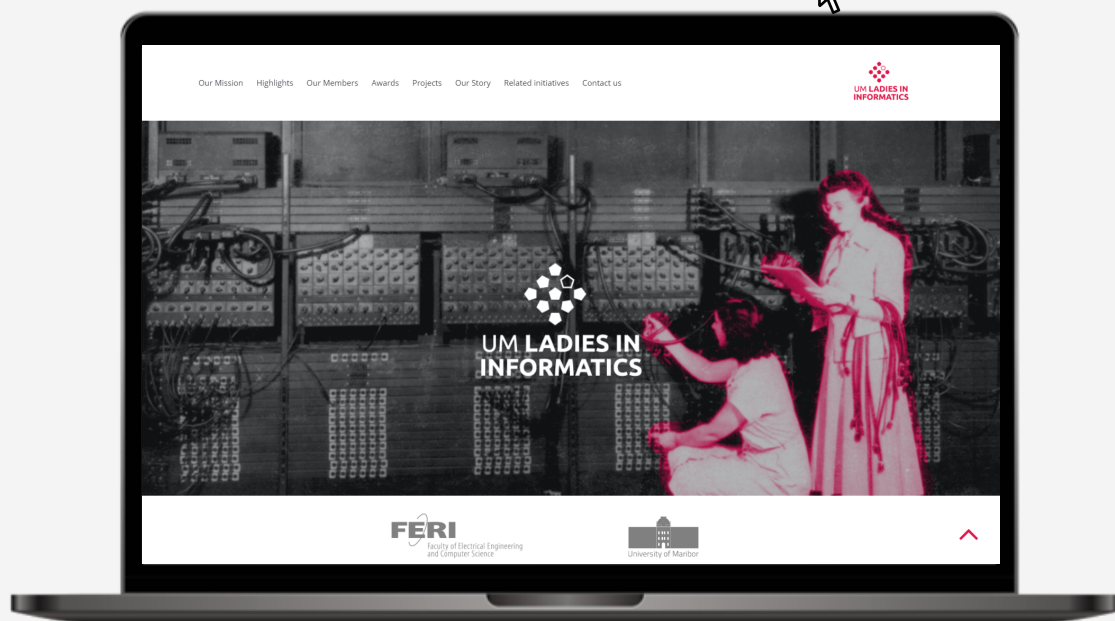 Our Mission Highlights Our Members Awards Projects Our Story Related initiatives Contact us
UM LADIES IN
INFORMATICS
UM LADIES IN
INFORMATICS
FERI
Faculty of Electrical Engineering
and Computer Science
University of Maribor